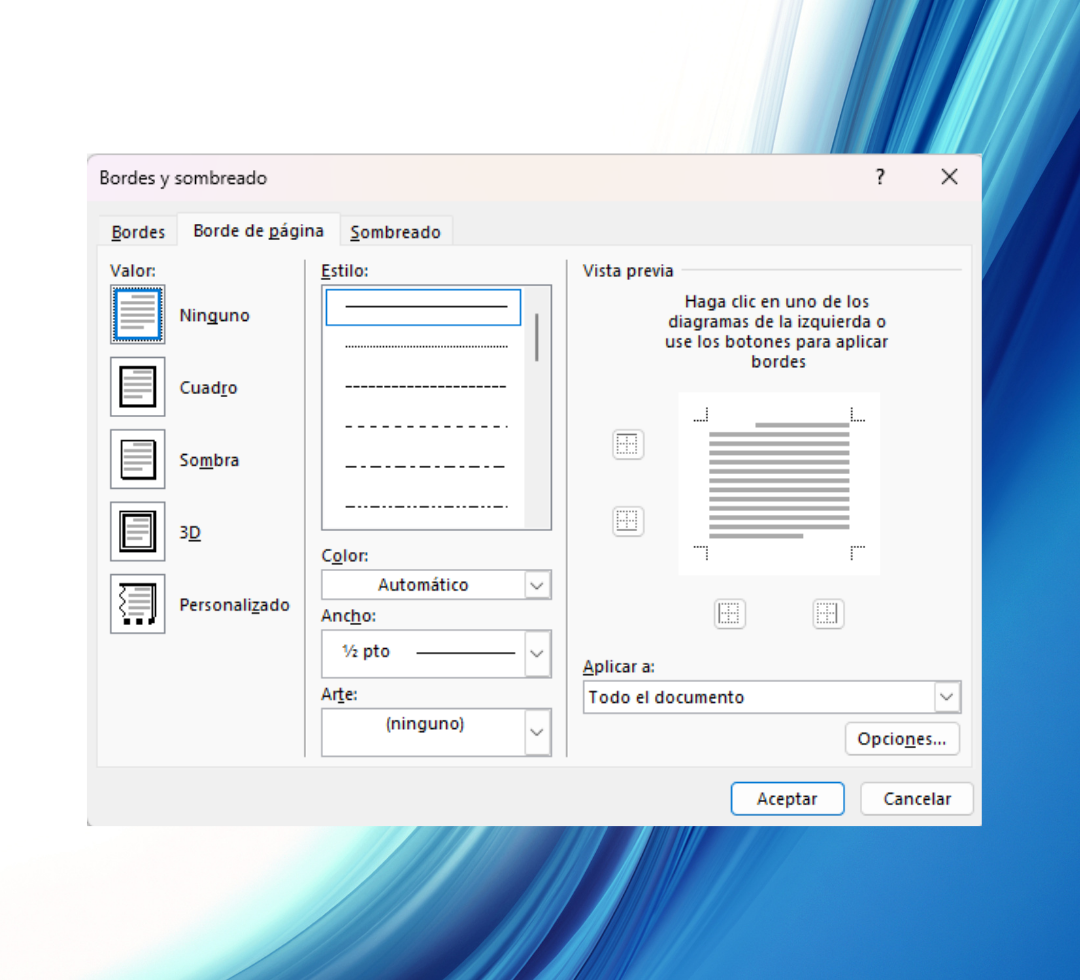 Bordes y sombreado ?
Bordes Borde de página Sombreado
Valor:
Ninguno
Cuadro
Sombra
3D
Personalizado
Estilo:
Color:
Automático
Ancho:
½ pto
Arte:
(ninguno)
Vista previa
Haga clic en uno de los
diagramas de la izquierda o
use los botones para aplicar
bordes
Aplicar a:
Todo el documento
Opciones...
Aceptar Cancelar